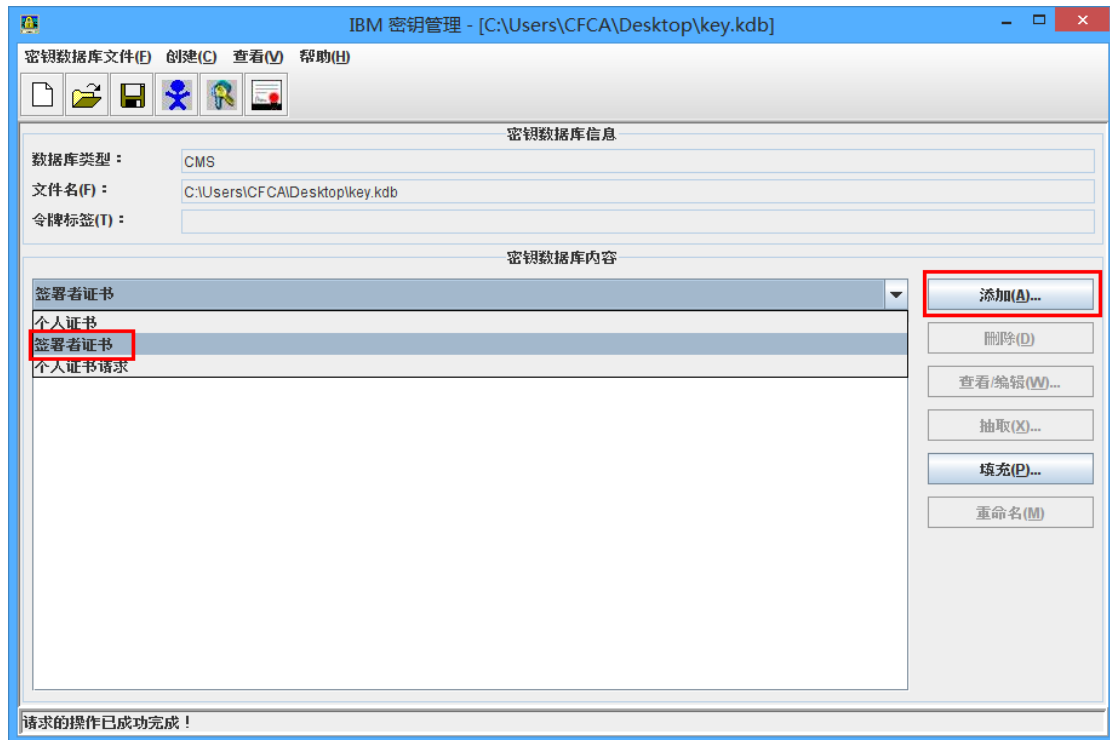 IBM 密钥管理 - [C:\Users\CFCA\Desktop\key.kdb]
密钥数据库文件(F) 创建(C) 查看(V) 帮助(H)
密钥数据库信息
数据库类型： CMS
文件名(F)： C:\Users\CFCA\Desktop\key.kdb
令牌标签(T)：
密钥数据库内容
签署者证书
添加(A)...
个人证书
签署者证书
个人证书请求
删除(D)
查看/编辑(W)...
抽取(X)...
填充(P)...
重命名(M)
请求的操作已成功完成！